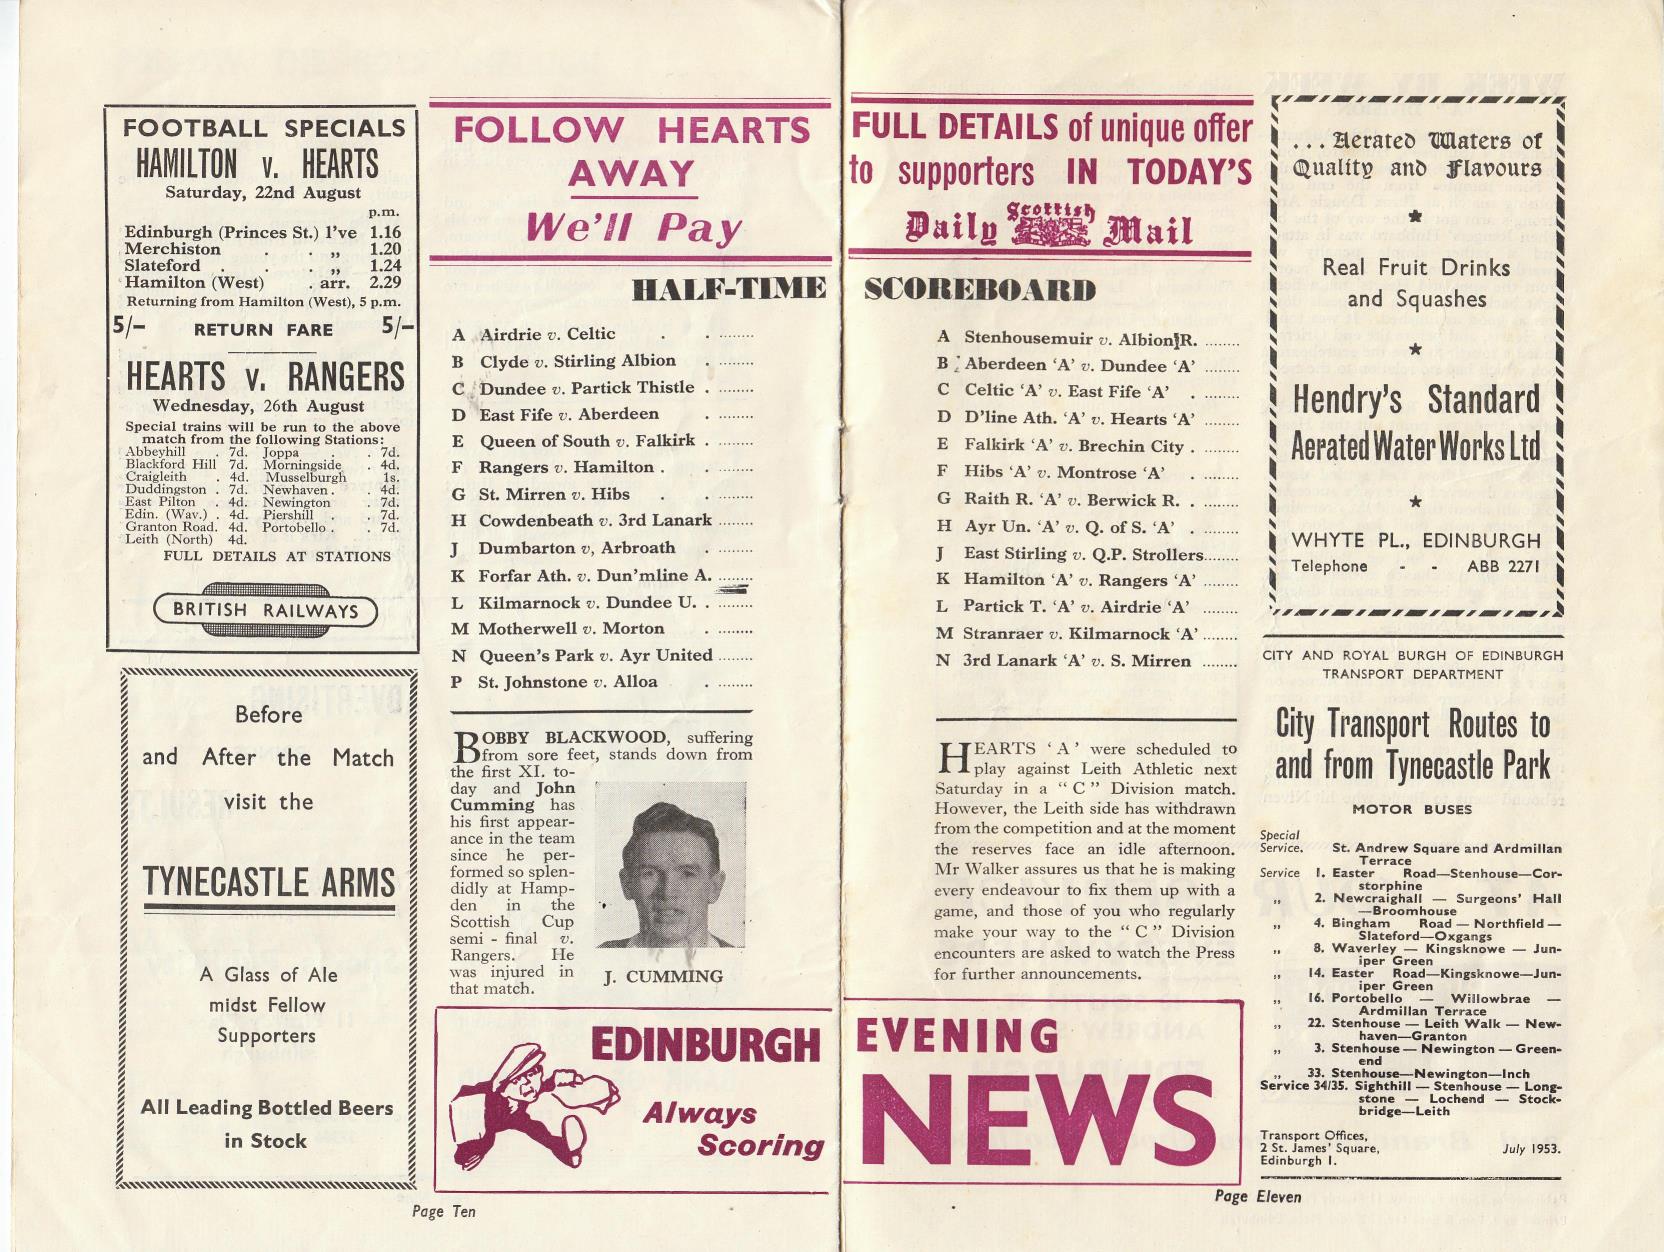 FOOTBALL SPECIALS
HAMILTON v. HEARTS
Saturday, 22nd August
p.m.
Edinburgh (Princes St.) l've 1.16
Merchiston . . ,, 1.20
Slateford . . . ,, 1.24
Hamilton (West) . arr. 2.29
Returning from Hamilton (West), 5 p.m.
5/- RETURN FARE 5/-
HEARTS v. RANGERS
Wednesday, 26th August
Special trains will be run to the above
match from the following Stations:
Abbeyhill . 7d. Joppa . . 7d.
Blackford Hill 7d. Morningside . 4d.
Craigleith . 4d. Musselburgh 1s.
Duddingston . 7d. Newhaven . . 4d.
East Pilton . 4d. Newington . 7d.
Edin. (Wav.) . 4d. Piershill . . 7d.
Granton Road. 4d. Portobello . . 7d.
Leith (North) 4d.
FULL DETAILS AT STATIONS
BRITISH RAILWAYS
Before
and After the Match
visit the
TYNECASTLE ARMS
A Glass of Ale
midst Fellow
Supporters
All Leading Bottled Beers
in Stock
FOLLOW HEARTS
AWAY
We'll Pay
FULL DETAILS of unique offer
to supporters IN TODAY'S
Daily Scottish Mail
HALF-TIME SCOREBOARD
A Airdrie v. Celtic . . ........
B Clyde v. Stirling Albion . ........
C Dundee v. Partick Thistle . ........
D East Fife v. Aberdeen . ........
E Queen of South v. Falkirk . ........
F Rangers v. Hamilton . . ........
G St. Mirren v. Hibs . . ........
H Cowdenbeath v. 3rd Lanark ........
J Dumbarton v, Arbroath . ........
K Forfar Ath. v. Dun'mline A. ........
L Kilmarnock v. Dundee U. . ........
M Motherwell v. Morton . ........
N Queen's Park v. Ayr United ........
P St. Johnstone v. Alloa . ........
BOBBY BLACKWOOD, suffering
from sore feet, stands down from
the first XI. to-
day and John
Cumming has
his first appear-
ance in the team
since he per-
formed so splen-
didly at Hamp-
den in the
Scottish Cup
semi - final v.
Rangers. He
was injured in
that match.
J. CUMMING
A Stenhousemuir v. Albion R. ........
B Aberdeen 'A' v. Dundee 'A' ........
C Celtic 'A' v. East Fife 'A' . ........
D D'line Ath. 'A' v. Hearts 'A' ........
E Falkirk 'A' v. Brechin City . ........
F Hibs 'A' v. Montrose 'A' . ........
G Raith R. 'A' v. Berwick R. . ........
H Ayr Un. 'A' v. Q. of S. 'A' . ........
J East Stirling v. Q.P. Strollers........
K Hamilton 'A' v. Rangers 'A' ........
L Partick T. 'A' v. Airdrie 'A' ........
M Stranraer v. Kilmarnock 'A' ........
N 3rd Lanark 'A' v. S. Mirren ........
HEARTS ' A ' were scheduled to
play against Leith Athletic next
Saturday in a " C " Division match.
However, the Leith side has withdrawn
from the competition and at the moment
the reserves face an idle afternoon.
Mr Walker assures us that he is making
every endeavour to fix them up with a
game, and those of you who regularly
make your way to the " C " Division
encounters are asked to watch the Press
for further announcements.
EDINBURGH
Always
Scoring
EVENING
NEWS
Page Ten
... Aerated Waters of
Quality and Flavours
★
Real Fruit Drinks
and Squashes
★
Hendry's Standard
Aerated Water Works Ltd
★
WHYTE PL., EDINBURGH
Telephone - - ABB 2271
CITY AND ROYAL BURGH OF EDINBURGH
TRANSPORT DEPARTMENT
City Transport Routes to
and from Tynecastle Park
MOTOR BUSES
Special
Service. St. Andrew Square and Ardmillan
Terrace
Service 1. Easter Road—Stenhouse—Cor-
storphine
,, 2. Newcraighall — Surgeons' Hall
—Broomhouse
,, 4. Bingham Road — Northfield —
Slateford—Oxgangs
,, 8. Waverley — Kingsknowe — Jun-
iper Green
,, 14. Easter Road—Kingsknowe—Jun-
iper Green
,, 16. Portobello — Willowbrae —
Ardmillan Terrace
,, 22. Stenhouse — Leith Walk — New-
haven—Granton
,, 3. Stenhouse — Newington — Green-
end
,, 33. Stenhouse—Newington—Inch
Service 34/35. Sighthill — Stenhouse — Long-
stone — Lochend — Stock-
bridge—Leith
Transport Offices,
2 St. James' Square, July 1953.
Edinburgh 1.
Page Eleven